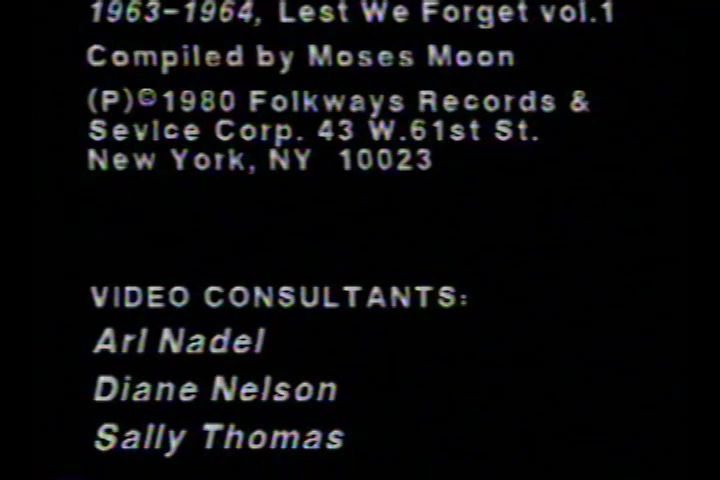 1963-1964, Lest We Forget vol.1
Compiled by Moses Moon
(P)©1980 Folkways Records &
Sevice Corp. 43 W.61st St.
New York, NY 10023
VIDEO CONSULTANTS:
Ari Nadel
Diane Nelson
Sally Thomas